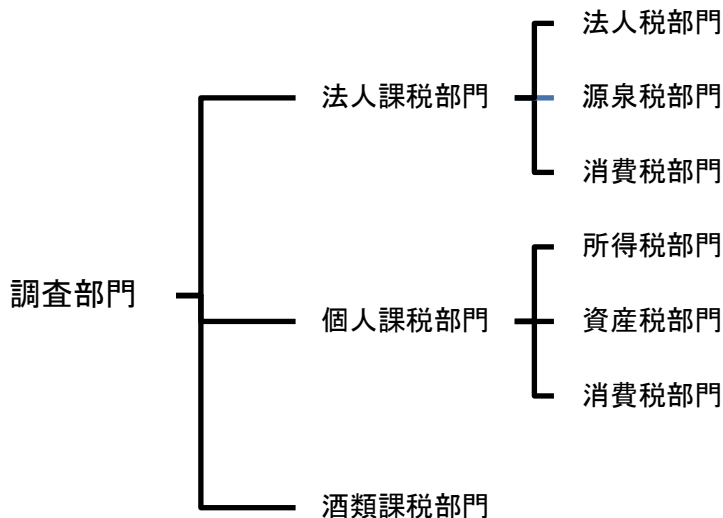 調査部門
法人課税部門
法人税部門
源泉税部門
消費税部門
個人課税部門
所得税部門
資産税部門
消費税部門
酒類課税部門